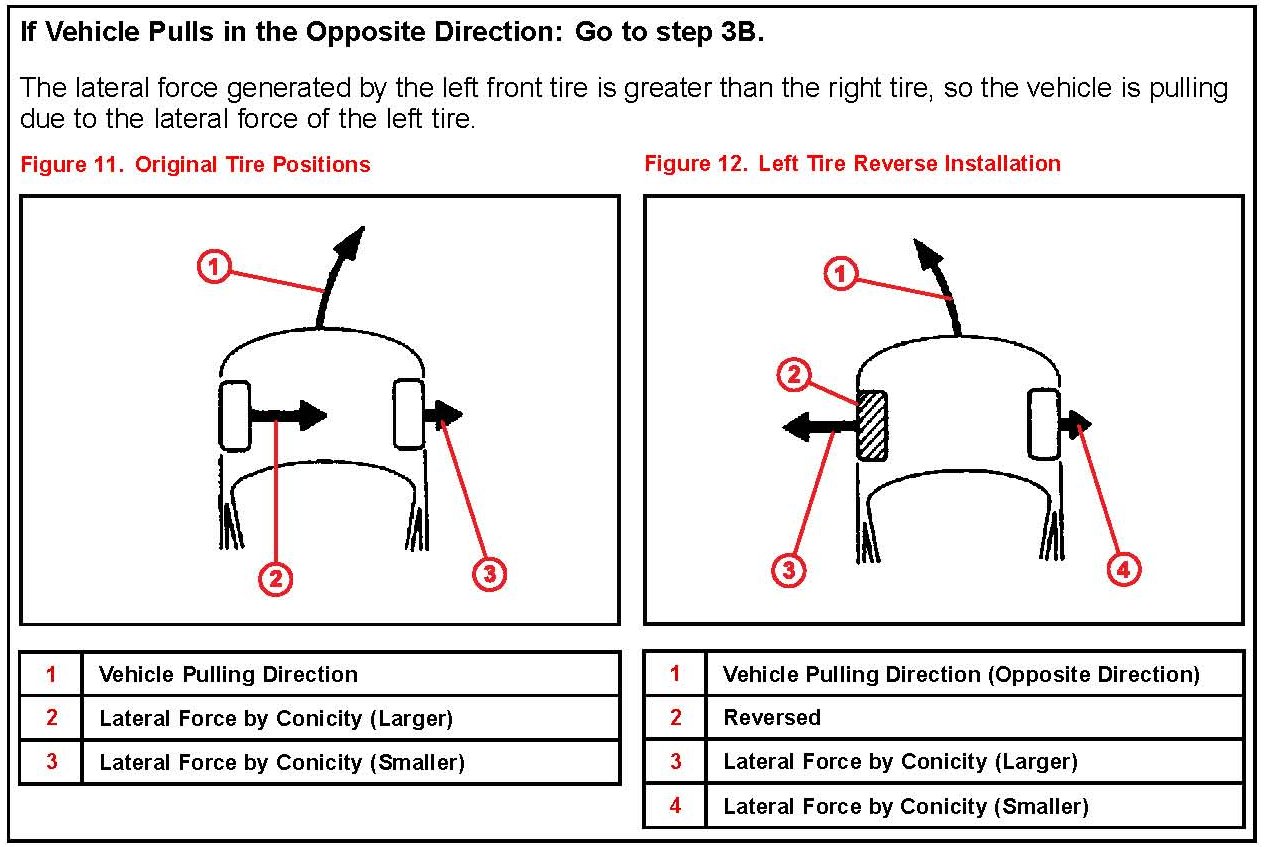 If Vehicle Pulls in the Opposite Direction: Go to step 3B.
The lateral force generated by the left front tire is greater than the right tire, so the vehicle is pulling
due to the lateral force of the left tire.
Figure 11. Original Tire Positions
1
2
3
1 Vehicle Pulling Direction
2 Lateral Force by Conicity (Larger)
3 Lateral Force by Conicity (Smaller)
Figure 12. Left Tire Reverse Installation
1
2
3
4
1 Vehicle Pulling Direction (Opposite Direction)
2 Reversed
3 Lateral Force by Conicity (Larger)
4 Lateral Force by Conicity (Smaller)